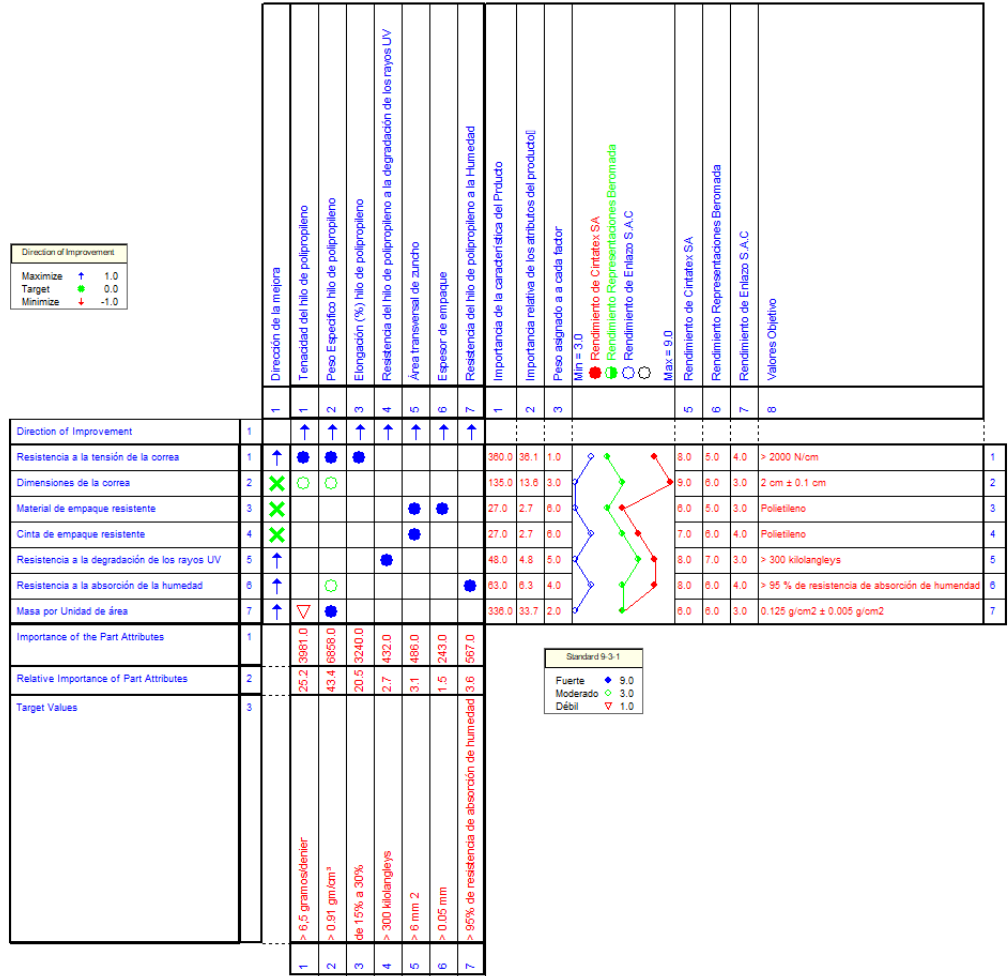 Direction of Improvement
Maximize 1.0
Target 0.0
Minimize -1.0
Dirección de la mejora
Tenacidad del hilo de polipropileno
Peso Específico hilo de polipropileno
Elongación (%) hilo de polipropileno
Resistencia del hilo de polipropileno a la degradación de los rayos UV
Área transversal de zuncho
Espesor de empaque
Resistencia del hilo de polipropileno a la Humedad
Importancia de la característica del Prducto
Importancia relativa de los atributos del producto
Peso asignado a a cada factor
Min = 3.0
Rendimiento de Cintatex SA
Rendimiento Representaciones Beromada
Rendimiento de Enlazo S.A.C
Max = 9.0
Rendimiento de Cintatex SA
Rendimiento Representaciones Beromada
Rendimiento de Enlazo S.A.C
Valores Objetivo
1 1 2 3 4 5 6 7 1 2 3 5 6 7 8
Direction of Improvement 1
Resistencia a la tensión de la correa 1 360.0 36.1 1.0 8.0 5.0 4.0 > 2000 N/cm 1
Dimensiones de la correa 2 135.0 13.6 3.0 9.0 6.0 3.0 2 cm ± 0.1 cm 2
Material de empaque resistente 3 27.0 2.7 6.0 6.0 5.0 3.0 Polietileno 3
Cinta de empaque resistente 4 27.0 2.7 6.0 7.0 6.0 4.0 Polietileno 4
Resistencia a la degradación de los rayos UV 5 48.0 4.8 5.0 8.0 7.0 3.0 > 300 kilolangleys 5
Resistencia a la absorción de la humedad 6 63.0 6.3 4.0 8.0 6.0 4.0 > 95 % de resistencia de absorción de humendad 6
Masa por Unidad de área 7 336.0 33.7 2.0 6.0 6.0 3.0 0.125 g/cm2 ± 0.005 g/cm2 7
Importance of the Part Attributes 1 3981.0 6858.0 3240.0 432.0 486.0 243.0 567.0
Relative Importance of Part Attributes 2 25.2 43.4 20.5 2.7 3.1 1.5 3.6
Target Values 3
> 6,5 gramos/denier
> 0.91 gm/cm³
de 15% a 30%
> 300 kilolangleys
> 6 mm 2
> 0.05 mm
> 95% de resistencia de absorción de humedad
1 2 3 4 5 6 7
Standard 9-3-1
Fuerte 9.0
Moderado 3.0
Débil 1.0